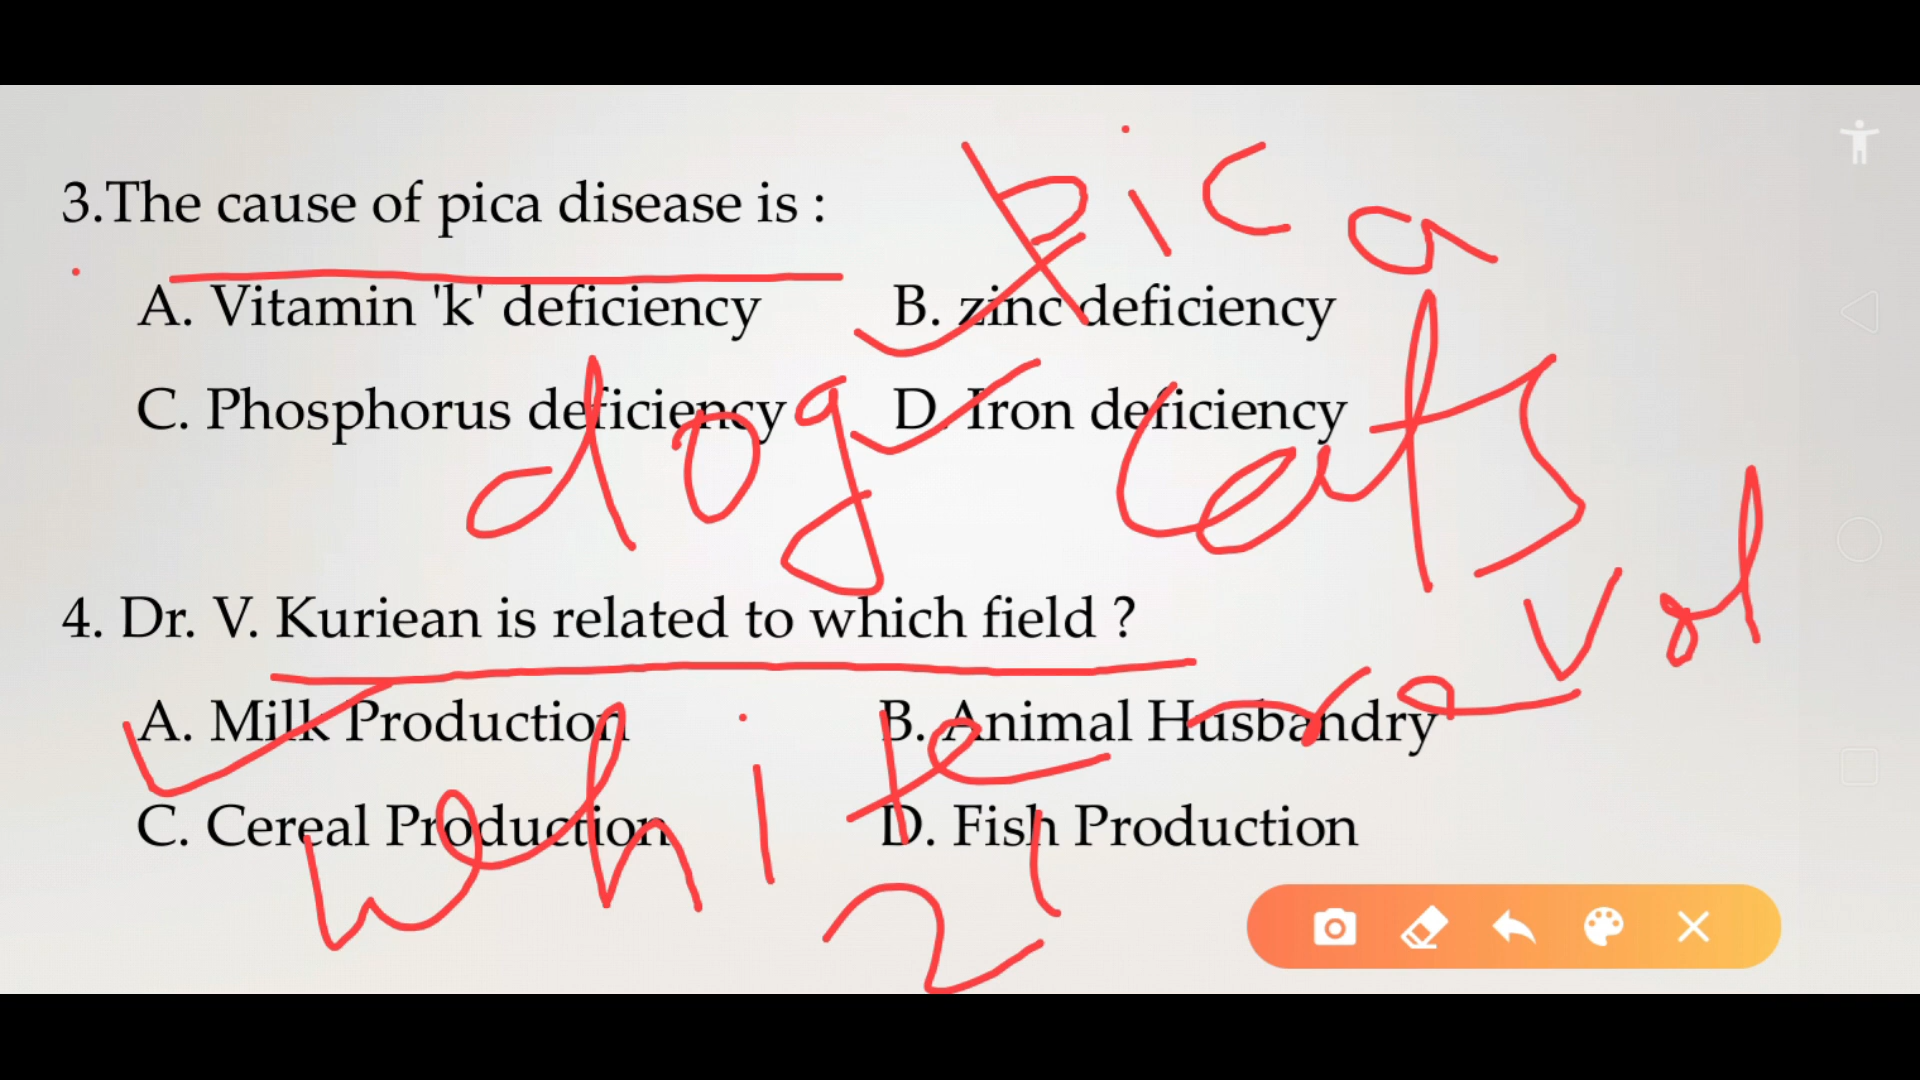 3.The cause of pica disease is :
pica
A. Vitamin 'k' deficiency B. zinc deficiency
C. Phosphorus deficiency D. Iron deficiency
dog cats
4. Dr. V. Kuriean is related to which field ?
A. Milk Production B. Animal Husbandry
C. Cereal Production D. Fish Production
white